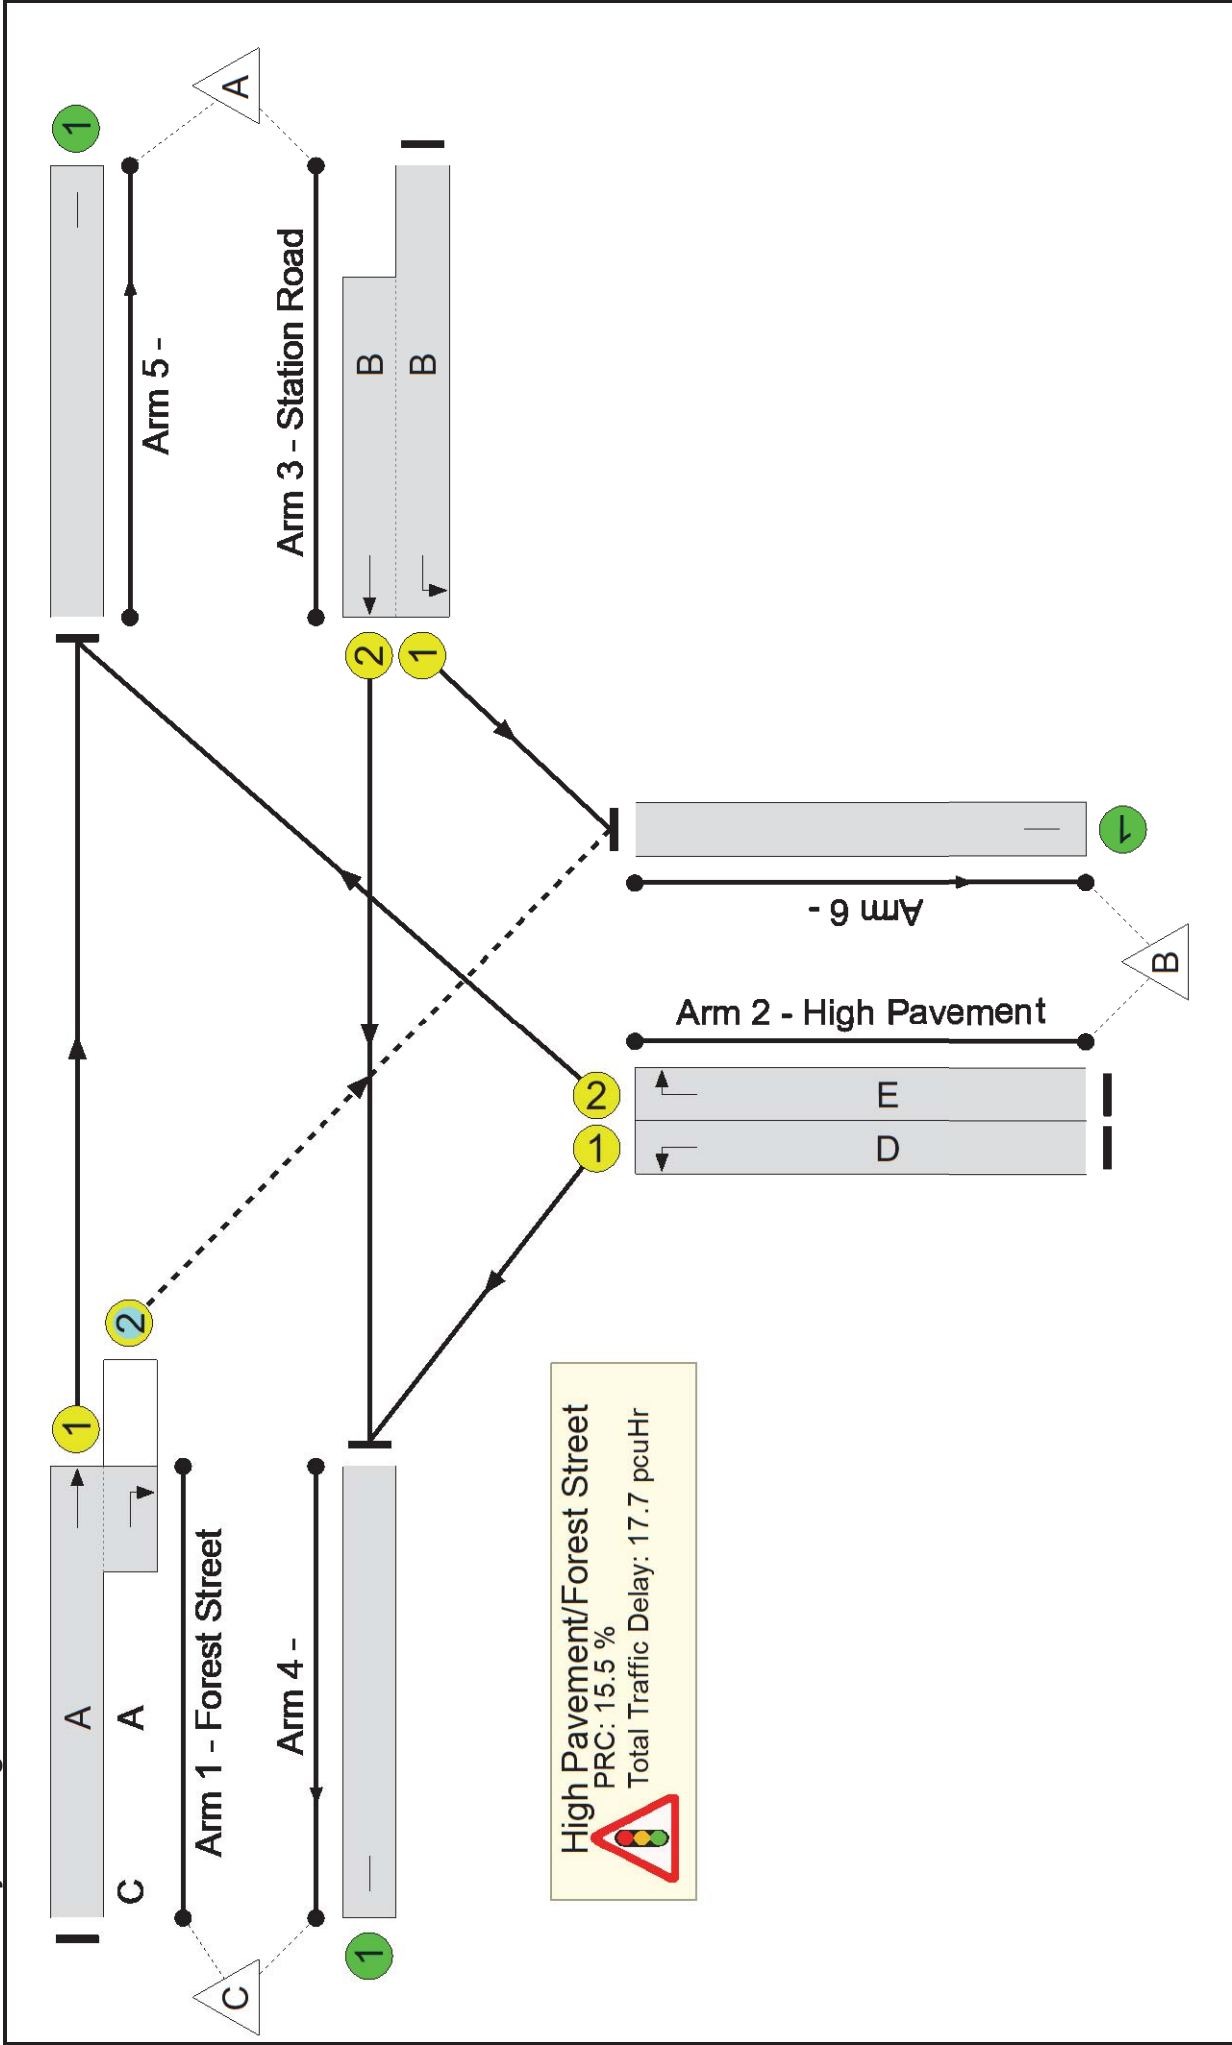 1
A
Arm 5 -
Arm 3 - Station Road
B
B
2
1
1
A
C
A
2
Arm 1 - Forest Street
Arm 4 -
C
1
2
1
E
D
Arm 2 - High Pavement
Arm 6 -
1
B
High Pavement/Forest Street
PRC: 15.5 %
Total Traffic Delay: 17.7 pcuHr